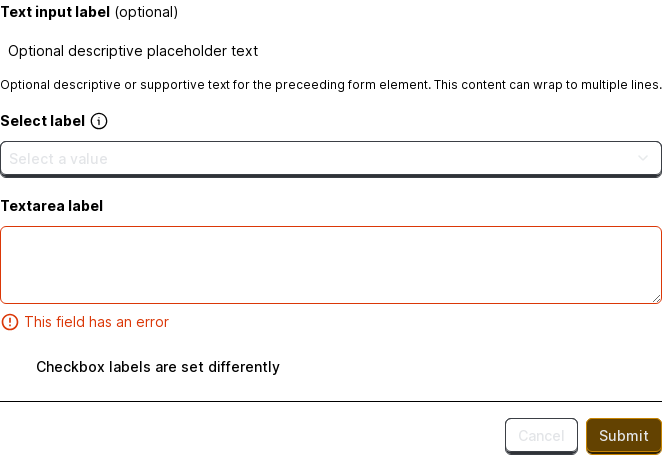 Text input label (optional)
Optional descriptive placeholder text
Optional descriptive or supportive text for the preceeding form element. This content can wrap to multiple lines.
Select label
Select a value
Textarea label
This field has an error
Checkbox labels are set differently
Cancel Submit